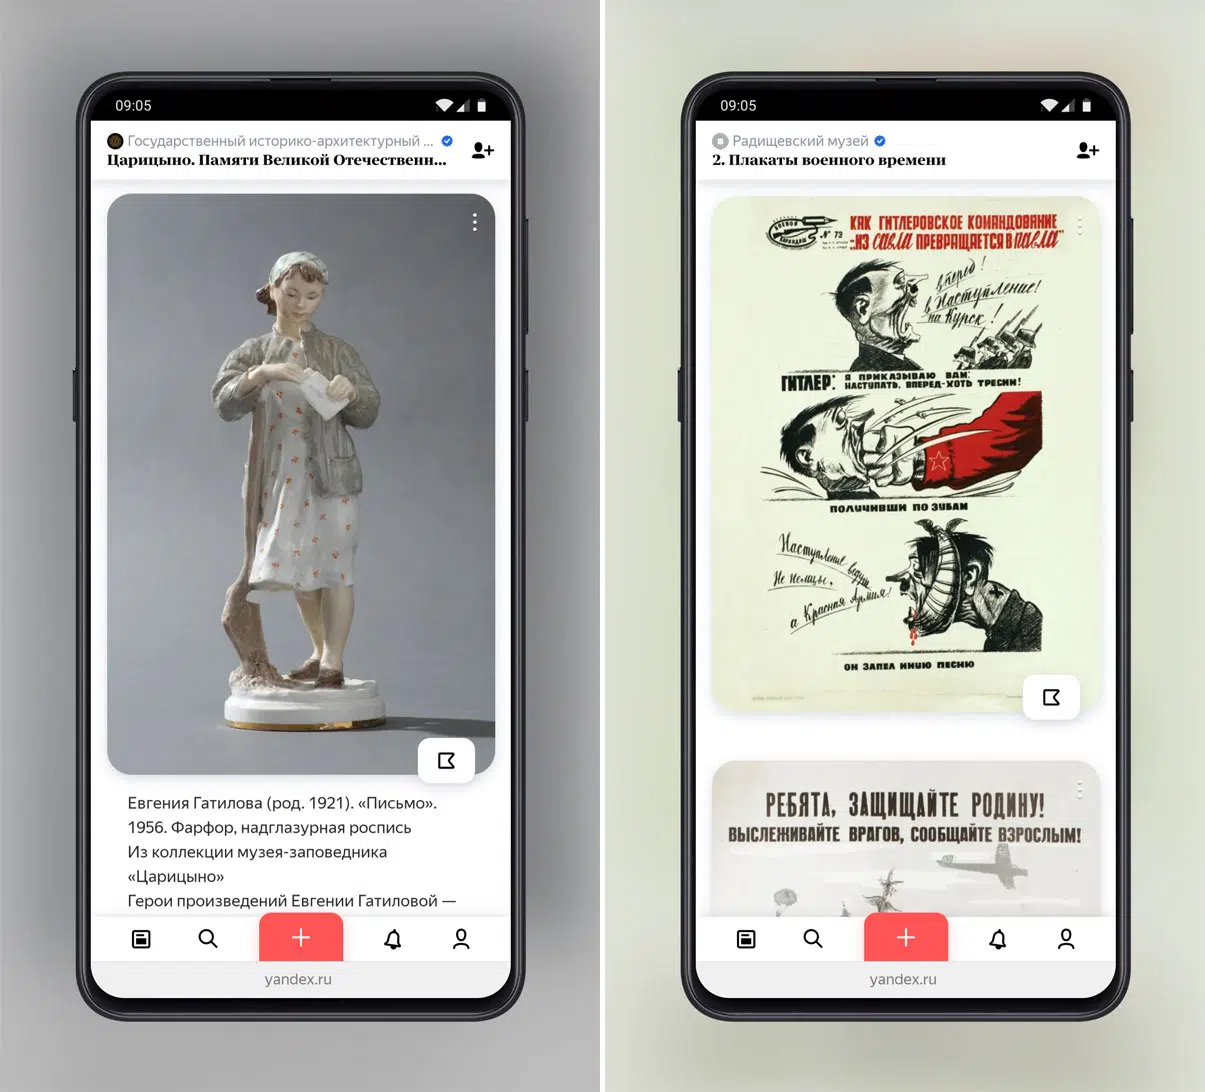 09:05
Государственный историко-архитектурный ...
Царицыно. Памяти Великой Отечественн...
Евгения Гатилова (род. 1921). «Письмо».
1956. Фарфор, надглазурная роспись
Из коллекции музея-заповедника
«Царицыно»
Герои произведений Евгении Гатиловой —
yandex.ru
09:05
Радищевский музей
2. Плакаты военного времени
БОЕВОЙ
КАРАНДАШ
№ 73
КАК ГИТЛЕРОВСКОЕ КОМАНДОВАНИЕ
-ИЗ САВЛА ПРЕВРАЩАЕТСЯ В ПАВЛА"
вперед!
в Наступление!
на Курск!
ГИТЛЕР: Я ПРИКАЗЫВАЮ ВАМ:
НАСТУПАТЬ. ВПЕРЕД-ХОТЬ ТРЕСНИ!
ПОЛУЧИВШИ ПО ЗУБАМ
Наступление ведут
Не немцы,
а Красная Армия!
ОН ЗАПЕЛ ИНУЮ ПЕСНЮ
РЕБЯТА, ЗАЩИЩАЙТЕ РОДИНУ!
ВЫСЛЕЖИВАЙТЕ ВРАГОВ, СООБЩАЙТЕ ВЗРОСЛЫМ!
yandex.ru